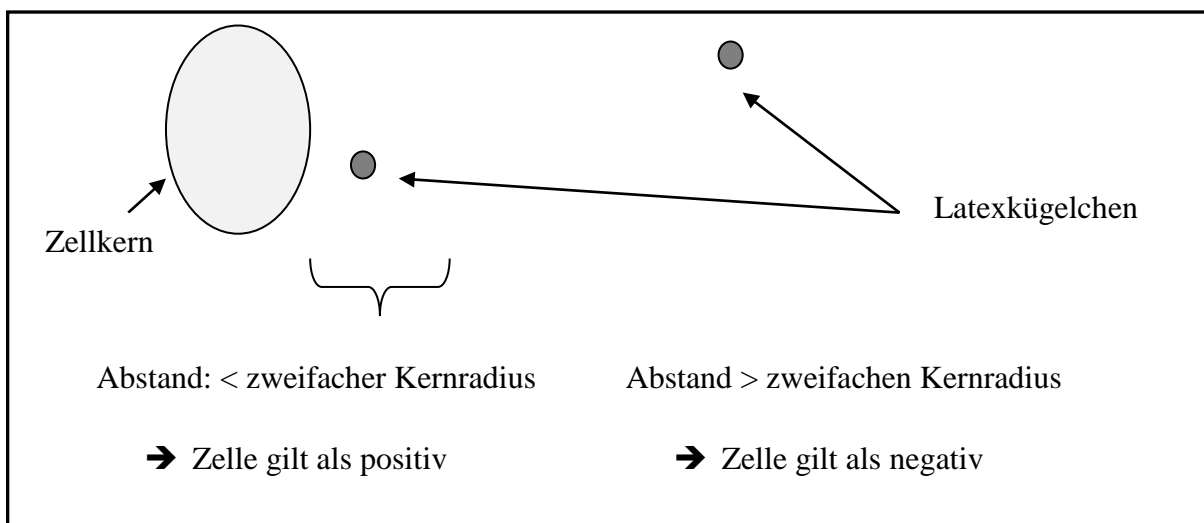 Latexkügelchen
Zellkern
Abstand: < zweifacher Kernradius
Abstand > zweifachen Kernradius
➔ Zelle gilt als positiv
➔ Zelle gilt als negativ